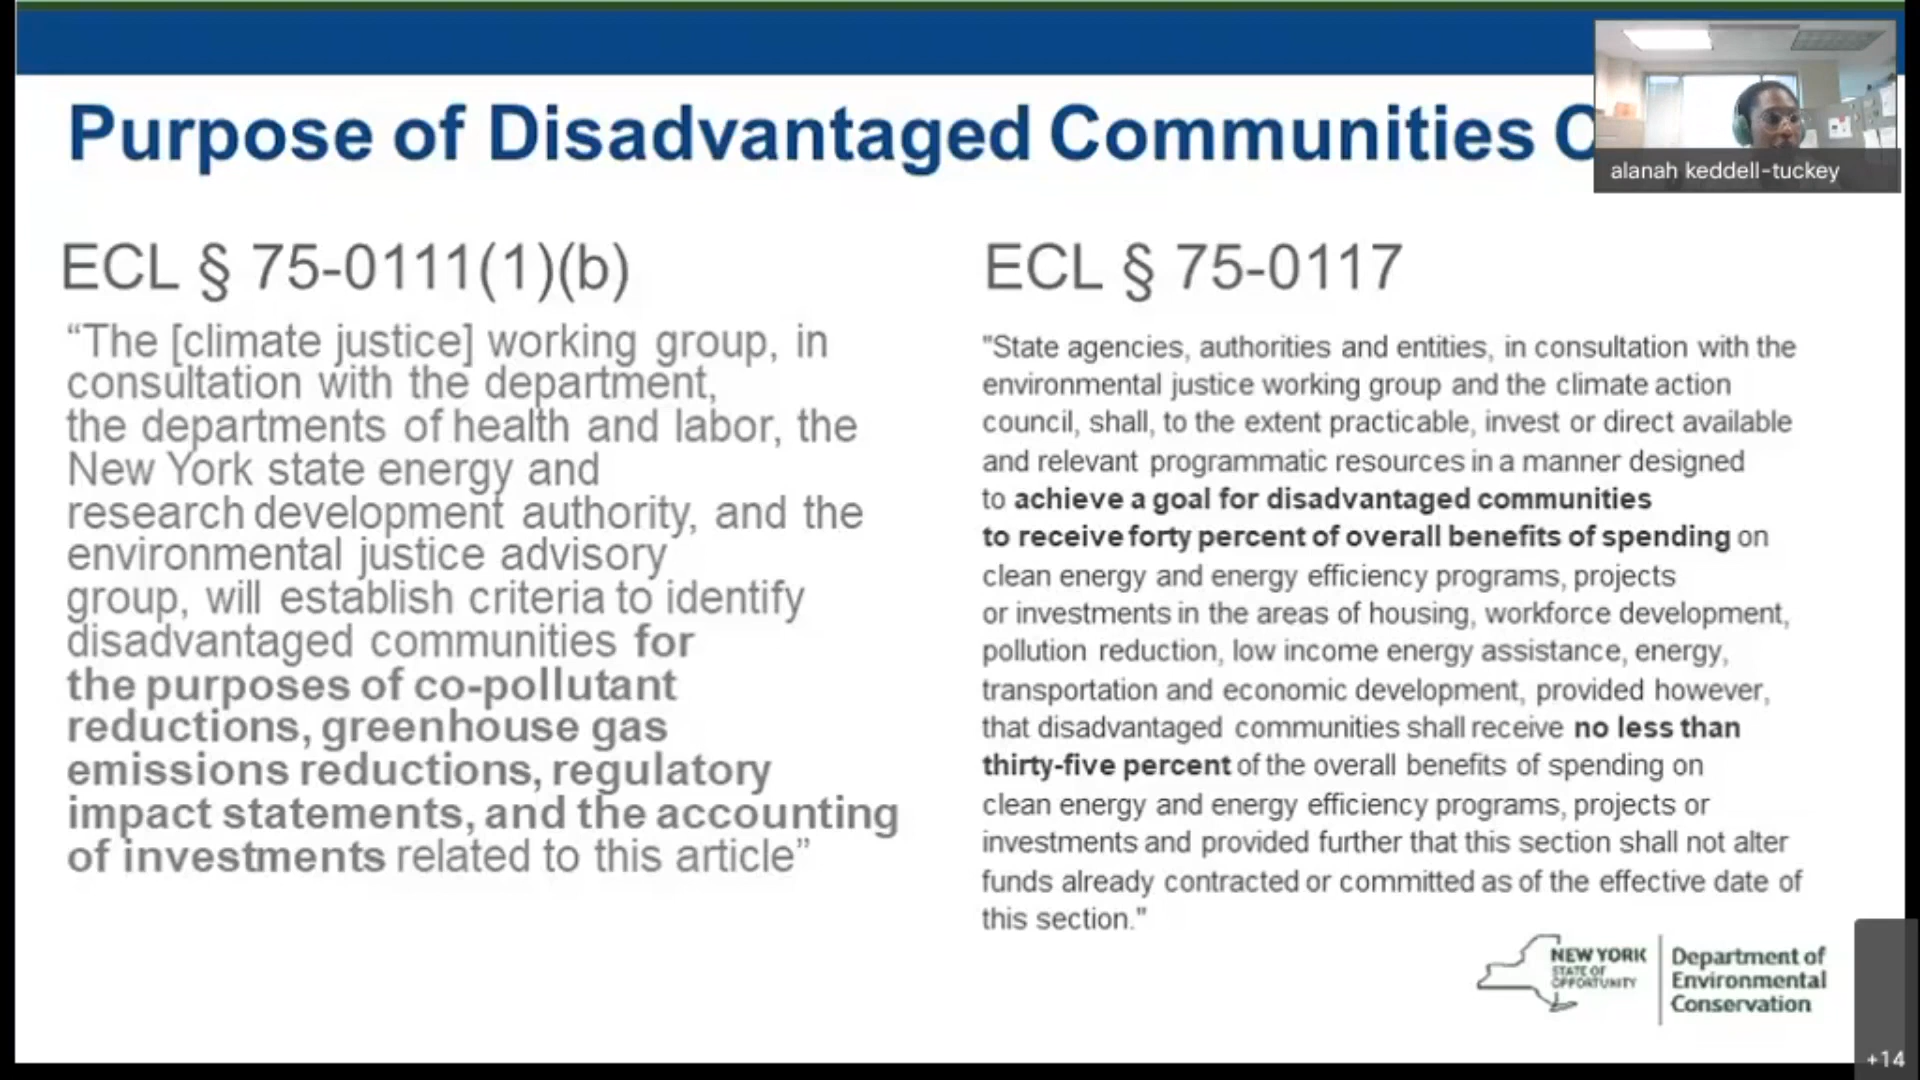 Purpose of Disadvantaged Communities C
alanah keddell-tuckey
ECL § 75-0111(1)(b)
“The [climate justice] working group, in
consultation with the department,
the departments of health and labor, the
New York state energy and
research development authority, and the
environmental justice advisory
group, will establish criteria to identify
disadvantaged communities for
the purposes of co-pollutant
reductions, greenhouse gas
emissions reductions, regulatory
impact statements, and the accounting
of investments related to this article”
ECL § 75-0117
"State agencies, authorities and entities, in consultation with the
environmental justice working group and the climate action
council, shall, to the extent practicable, invest or direct available
and relevant programmatic resources in a manner designed
to achieve a goal for disadvantaged communities
to receive forty percent of overall benefits of spending on
clean energy and energy efficiency programs, projects
or investments in the areas of housing, workforce development,
pollution reduction, low income energy assistance, energy,
transportation and economic development, provided however,
that disadvantaged communities shall receive no less than
thirty-five percent of the overall benefits of spending on
clean energy and energy efficiency programs, projects or
investments and provided further that this section shall not alter
funds already contracted or committed as of the effective date of
this section."
NEW YORK
STATE OF
OPPORTUNITY
Department of
Environmental
Conservation
+14